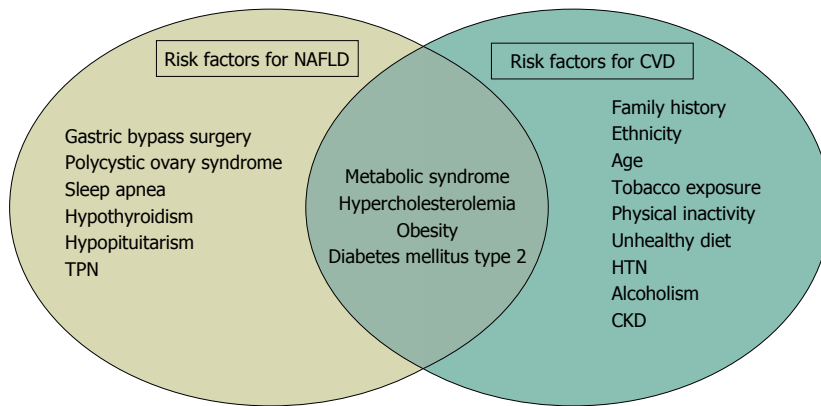 Risk factors for NAFLD
Gastric bypass surgery
Polycystic ovary syndrome
Sleep apnea
Hypothyroidism
Hypopituitarism
TPN
Metabolic syndrome
Hypercholesterolemia
Obesity
Diabetes mellitus type 2
Risk factors for CVD
Family history
Ethnicity
Age
Tobacco exposure
Physical inactivity
Unhealthy diet
HTN
Alcoholism
CKD